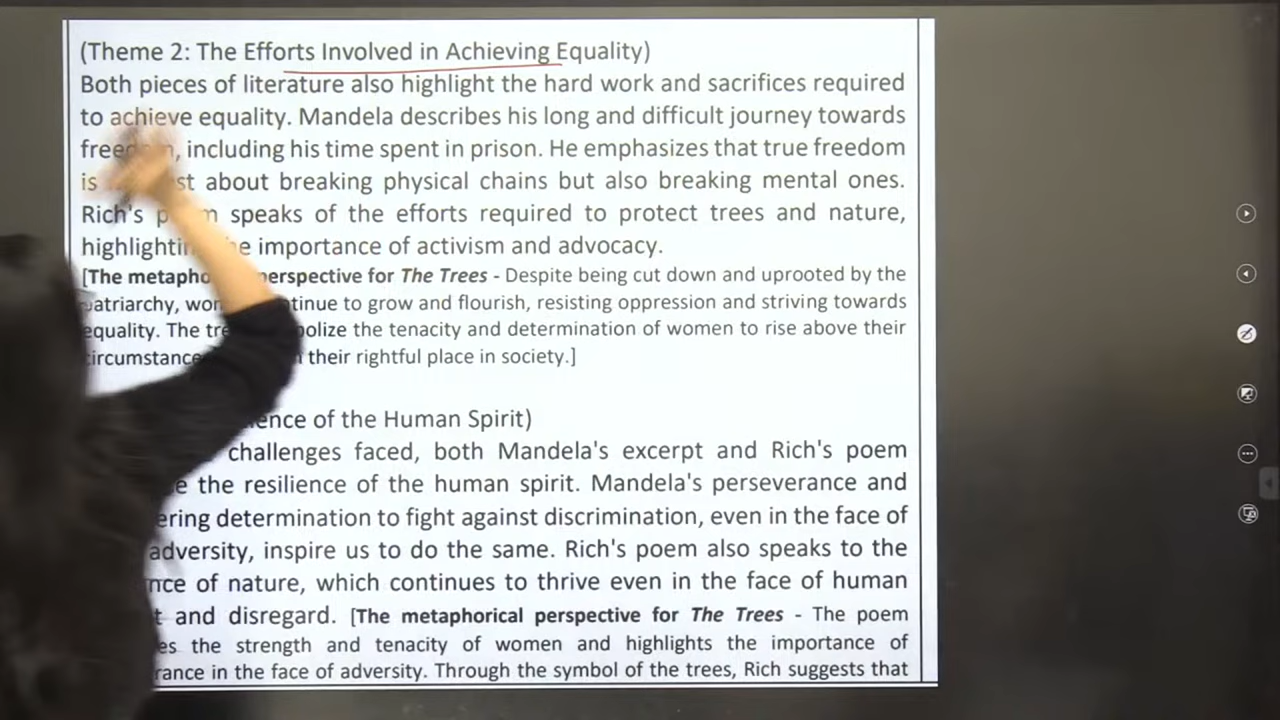 (Theme 2: The Efforts Involved in Achieving Equality)
Both pieces of literature also highlight the hard work and sacrifices required
to achieve equality. Mandela describes his long and difficult journey towards
including his time spent in prison. He emphasizes that true freedom
is about breaking physical chains but also breaking mental ones.
Rich's speaks of the efforts required to protect trees and nature,
importance of activism and advocacy.
[The perspective for The Trees - Despite being cut down and uprooted by the
to grow and flourish, resisting oppression and striving towards
equality. The the tenacity and determination of women to rise above their
their rightful place in society.]
of the Human Spirit)
challenges faced, both Mandela's excerpt and Rich's poem
the resilience of the human spirit. Mandela's perseverance and
determination to fight against discrimination, even in the face of
adversity, inspire us to do the same. Rich's poem also speaks to the
of nature, which continues to thrive even in the face of human
and disregard. [The metaphorical perspective for The Trees - The poem
the strength and tenacity of women and highlights the importance of
in the face of adversity. Through the symbol of the trees, Rich suggests that